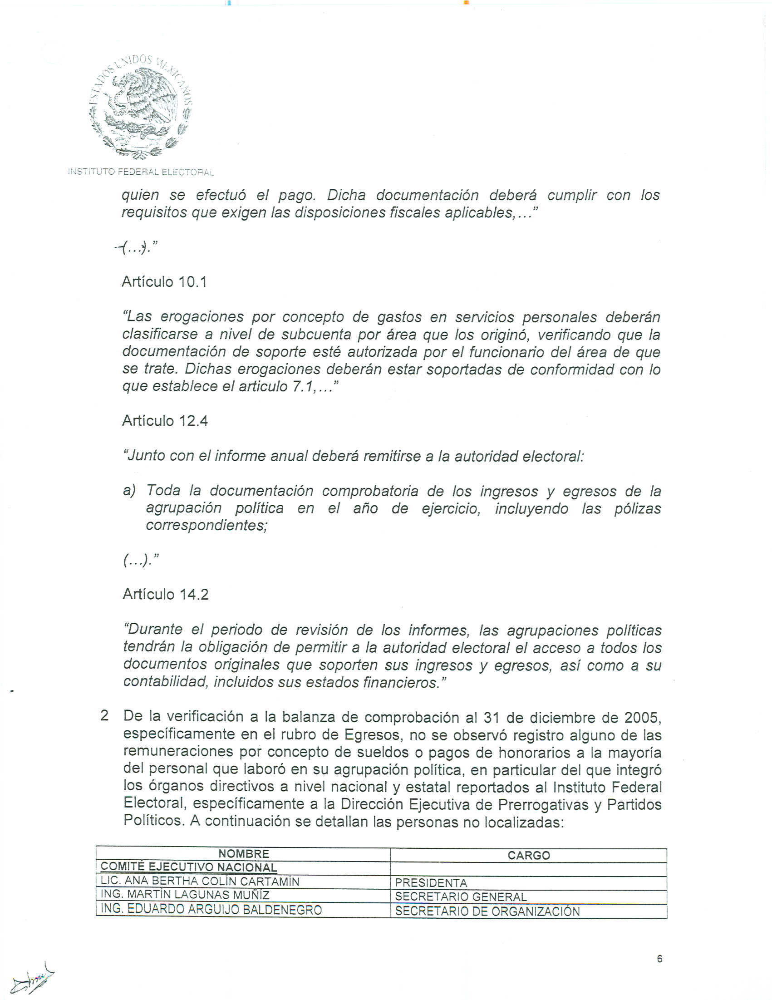 ESTADOS UNIDOS MEXICANOS
INSTITUTO FEDERAL ELECTORAL
quien se efectuó el pago. Dicha documentación deberá cumplir con los
requisitos que exigen las disposiciones fiscales aplicables,...”
(...).”
Artículo 10.1
“Las erogaciones por concepto de gastos en servicios personales deberán
clasificarse a nivel de subcuenta por área que los originó, verificando que la
documentación de soporte esté autorizada por el funcionario del área de que
se trate. Dichas erogaciones deberán estar soportadas de conformidad con lo
que establece el articulo 7.1,...”
Artículo 12.4
“Junto con el informe anual deberá remitirse a la autoridad electoral:
a) Toda la documentación comprobatoria de los ingresos y egresos de la
agrupación política en el año de ejercicio, incluyendo las pólizas
correspondientes;
(...).”
Artículo 14.2
“Durante el periodo de revisión de los informes, las agrupaciones políticas
tendrán la obligación de permitir a la autoridad electoral el acceso a todos los
documentos originales que soporten sus ingresos y egresos, así como a su
contabilidad, incluidos sus estados financieros.”
2 De la verificación a la balanza de comprobación al 31 de diciembre de 2005,
específicamente en el rubro de Egresos, no se observó registro alguno de las
remuneraciones por concepto de sueldos o pagos de honorarios a la mayoría
del personal que laboró en su agrupación política, en particular del que integró
los órganos directivos a nivel nacional y estatal reportados al Instituto Federal
Electoral, específicamente a la Dirección Ejecutiva de Prerrogativas y Partidos
Políticos. A continuación se detallan las personas no localizadas:
NOMBRE CARGO
COMITÉ EJECUTIVO NACIONAL
LIC. ANA BERTHA COLÍN CARTAMÍN PRESIDENTA
ING. MARTÍN LAGUNAS MUÑÍZ SECRETARIO GENERAL
ING. EDUARDO ARGUIJO BALDENEGRO SECRETARIO DE ORGANIZACIÓN
6